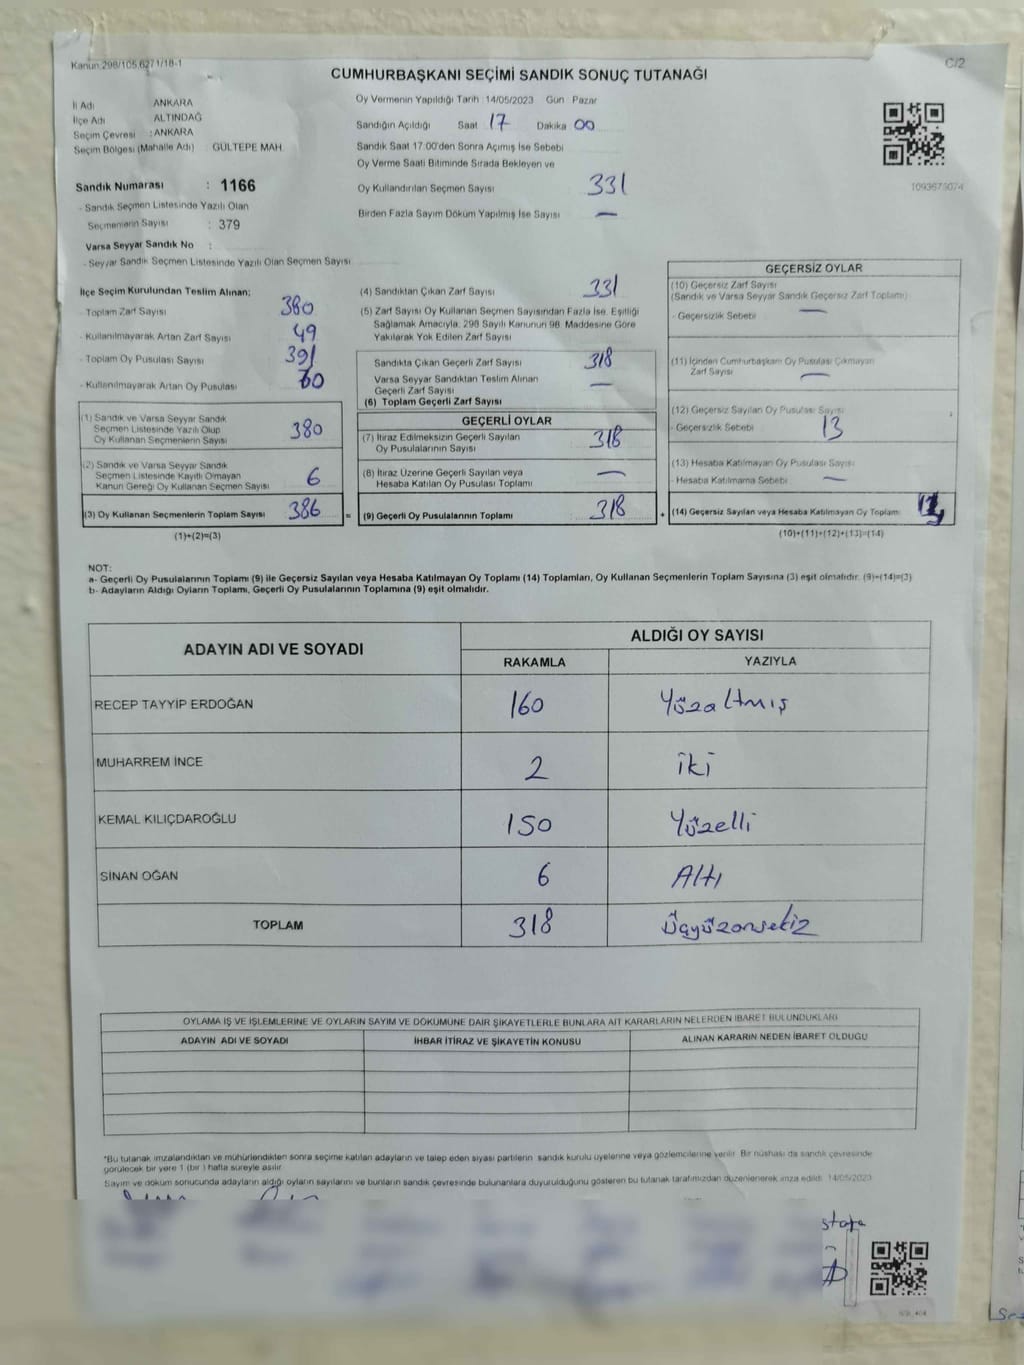 Kanun 298/105,6271/18-1
C/2
CUMHURBAŞKANI SEÇİMİ SANDIK SONUÇ TUTANAĞI
İl Adı ANKARA
İlçe Adı ALTINDAĞ
Seçim Çevresi : ANKARA
Seçim Bölgesi (Mahalle Adı) GÜLTEPE MAH.
Sandık Numarası : 1166
- Sandık Seçmen Listesinde Yazılı Olan
Seçmenlerin Sayısı : 379
Varsa Seyyar Sandık No :
- Seyyar Sandık Seçmen Listesinde Yazılı Olan Seçmen Sayısı
Oy Vermenin Yapıldığı Tarih : 14/05/2023 Gün : Pazar
Sandığın Açıldığı Saat 17 Dakika 00
Sandık Saat 17.00'den Sonra Açımış İse Sebebi
Oy Verme Saati Bitiminde Sırada Bekleyen ve
Oy Kullandırılan Seçmen Sayısı 331
Birden Fazla Sayım Döküm Yapılmış İse Sayısı —
1093673074
İlçe Seçim Kurulundan Teslim Alınan:
- Toplam Zarf Sayısı 380
- Kullanılmayarak Artan Zarf Sayısı 49
- Toplam Oy Pusulası Sayısı 391
- Kullanılmayarak Artan Oy Pusulası 60
(1) Sandık ve Varsa Seyyar Sandık
Seçmen Listesinde Yazılı Olup
Oy Kullanan Seçmenlerin Sayısı 380
(2) Sandık ve Varsa Seyyar Sandık
Seçmen Listesinde Kayıtlı Olmayan
Kanun Gereği Oy Kullanan Seçmen Sayısı 6
(3) Oy Kullanan Seçmenlerin Toplam Sayısı 386 =
(1)+(2)=(3)
(4) Sandıktan Çıkan Zarf Sayısı 331
(5) Zarf Sayısı Oy Kullanan Seçmen Sayısından Fazla İse, Eşitliği
Sağlamak Amacıyla, 298 Sayılı Kanunun 98. Maddesine Göre
Yakılarak Yok Edilen Zarf Sayısı
Sandıkta Çıkan Geçerli Zarf Sayısı 318
Varsa Seyyar Sandıktan Teslim Alınan
Geçerli Zarf Sayısı —
(6) Toplam Geçerli Zarf Sayısı
GEÇERLİ OYLAR
(7) İtiraz Edilmeksizin Geçerli Sayılan
Oy Pusulalarının Sayısı 318
(8) İtiraz Üzerine Geçerli Sayılan veya
Hesaba Katılan Oy Pusulası Toplamı —
(9) Geçerli Oy Pusulalarının Toplamı 318 +
GEÇERSİZ OYLAR
(10) Geçersiz Zarf Sayısı
(Sandık ve Varsa Seyyar Sandık Geçersiz Zarf Toplamı)
- Geçersizlik Sebebi —
(11) İçinden Cumhurbaşkanı Oy Pusulası Çıkmayan
Zarf Sayısı —
(12) Geçersiz Sayılan Oy Pusulası Sayısı
- Geçersizlik Sebebi 13
(13) Hesaba Katılmayan Oy Pusulası Sayısı
- Hesaba Katılmama Sebebi —
(14) Geçersiz Sayılan veya Hesaba Katılmayan Oy Toplamı
(10)+(11)+(12)+(13)=(14)
NOT:
a- Geçerli Oy Pusulalarının Toplamı (9) ile Geçersiz Sayılan veya Hesaba Katılmayan Oy Toplamı (14) Toplamları, Oy Kullanan Seçmenlerin Toplam Sayısına (3) eşit olmalıdır. (9)+(14)=(3)
b- Adayların Aldığı Oyların Toplamı, Geçerli Oy Pusulalarının Toplamına (9) eşit olmalıdır.
ADAYIN ADI VE SOYADI
ALDIĞI OY SAYISI
RAKAMLA YAZIYLA
RECEP TAYYİP ERDOĞAN 160 Yüzaltmış
MUHARREM İNCE 2 iki
KEMAL KILIÇDAROĞLU 150 Yüzelli
SİNAN OĞAN 6 Altı
TOPLAM 318 Üçyüzonsekiz
OYLAMA İŞ VE İŞLEMLERİNE VE OYLARIN SAYIM VE DÖKÜMÜNE DAİR ŞİKAYETLERLE BUNLARA AİT KARARLARIN NELERDEN İBARET BULUNDUKLARI
ADAYIN ADI VE SOYADI İHBAR İTİRAZ VE ŞİKAYETİN KONUSU ALINAN KARARIN NEDEN İBARET OLDUĞU
*Bu tutanak imzalandıktan ve mühürlendikten sonra seçime katılan adayların ve talep eden siyasi partilerin sandık kurulu üyelerine veya gözlemcilerine verilir. Bir nüshası da sandık çevresinde
görülecek bir yere 1 (bir ) hafta süreyle asılır.
Sayım ve döküm sonucunda adayların aldığı oyların sayılarını ve bunların sandık çevresinde bulunanlara duyurulduğunu gösteren bu tutanak tarafımızdan düzenlenerek imza edildi. 14/05/2023